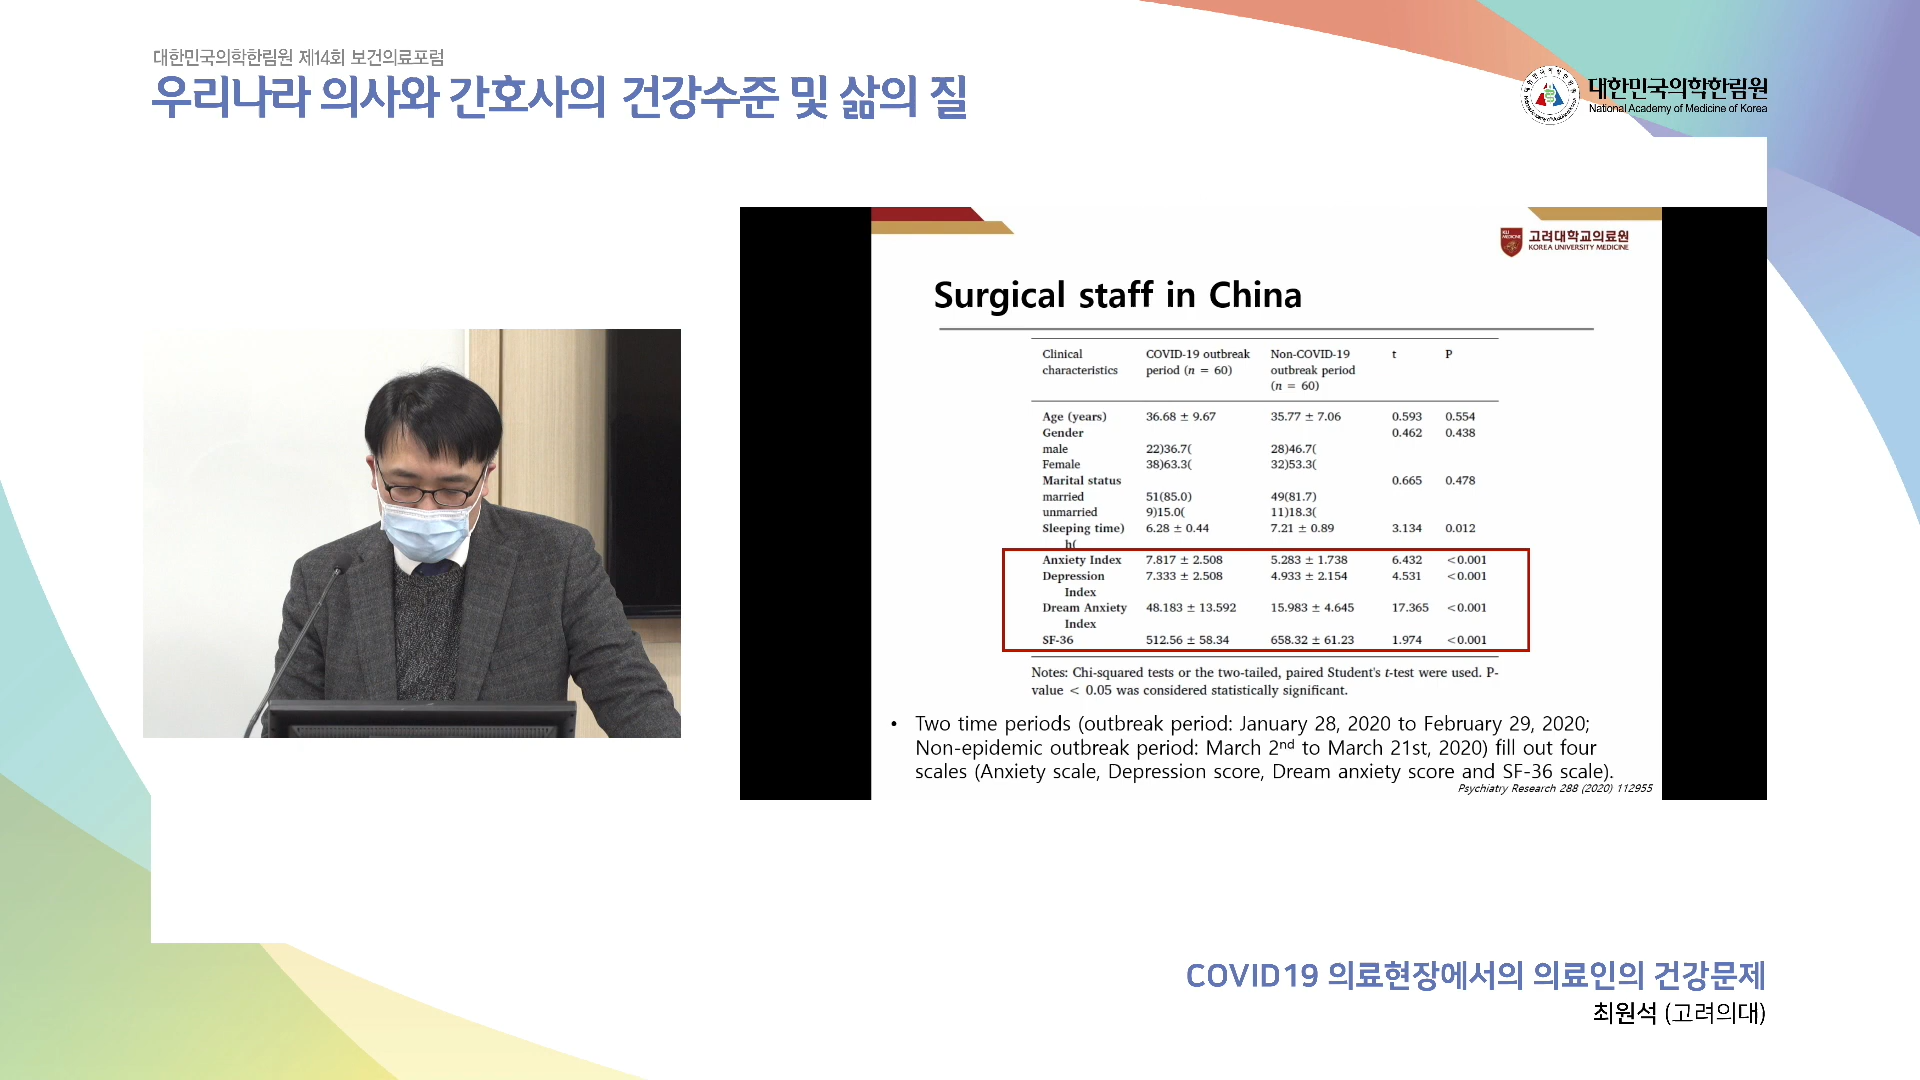 대한민국의학한림원 제14회 보건의료포럼
우리나라 의사와 간호사의 건강수준 및 삶의 질
대한민국의학한림원
National Academy of Medicine of Korea
KU MEDICINE
고려대학교의료원
KOREA UNIVERSITY MEDICINE
Surgical staff in China
Clinical characteristics COVID-19 outbreak period (n = 60) Non-COVID-19 outbreak period (n = 60) t P
Age (years) 36.68 ± 9.67 35.77 ± 7.06 0.593 0.554
Gender 0.462 0.438
male 22)36.7( 28)46.7(
Female 38)63.3( 32)53.3(
Marital status 0.665 0.478
married 51(85.0) 49(81.7)
unmarried 9)15.0( 11)18.3(
Sleeping time) 6.28 ± 0.44 7.21 ± 0.89 3.134 0.012
h(
Anxiety Index 7.817 ± 2.508 5.283 ± 1.738 6.432 <0.001
Depression 7.333 ± 2.508 4.933 ± 2.154 4.531 <0.001
Index
Dream Anxiety 48.183 ± 13.592 15.983 ± 4.645 17.365 <0.001
Index
SF-36 512.56 ± 58.34 658.32 ± 61.23 1.974 <0.001
Notes: Chi-squared tests or the two-tailed, paired Student's t-test were used. P-
value < 0.05 was considered statistically significant.
• Two time periods (outbreak period: January 28, 2020 to February 29, 2020;
Non-epidemic outbreak period: March 2nd to March 21st, 2020) fill out four
scales (Anxiety scale, Depression score, Dream anxiety score and SF-36 scale).
Psychiatry Research 288 (2020) 112955
COVID19 의료현장에서의 의료인의 건강문제
최원석 (고려의대)